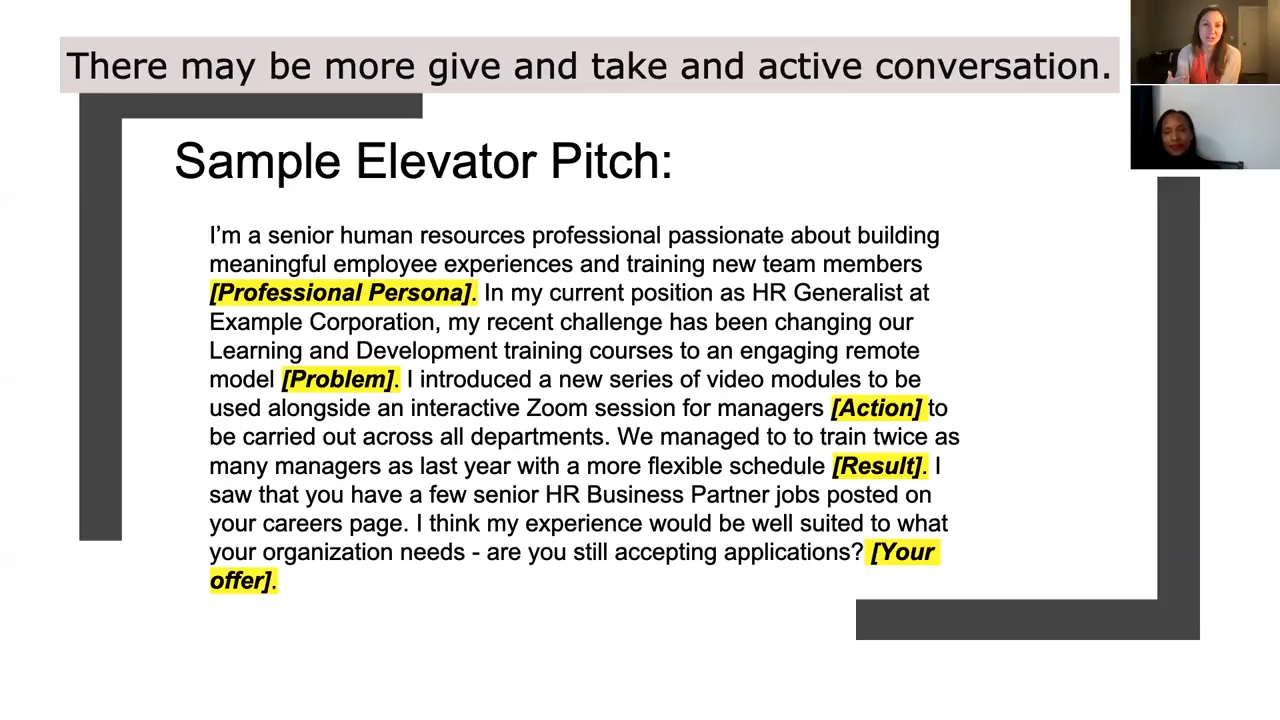 There may be more give and take and active conversation.
Sample Elevator Pitch:
I'm a senior human resources professional passionate about building
meaningful employee experiences and training new team members
[Professional Persona]. In my current position as HR Generalist at
Example Corporation, my recent challenge has been changing our
Learning and Development training courses to an engaging remote
model [Problem]. I introduced a new series of video modules to be
used alongside an interactive Zoom session for managers [Action] to
be carried out across all departments. We managed to to train twice as
many managers as last year with a more flexible schedule [Result]. I
saw that you have a few senior HR Business Partner jobs posted on
your careers page. I think my experience would be well suited to what
your organization needs - are you still accepting applications? [Your
offer].